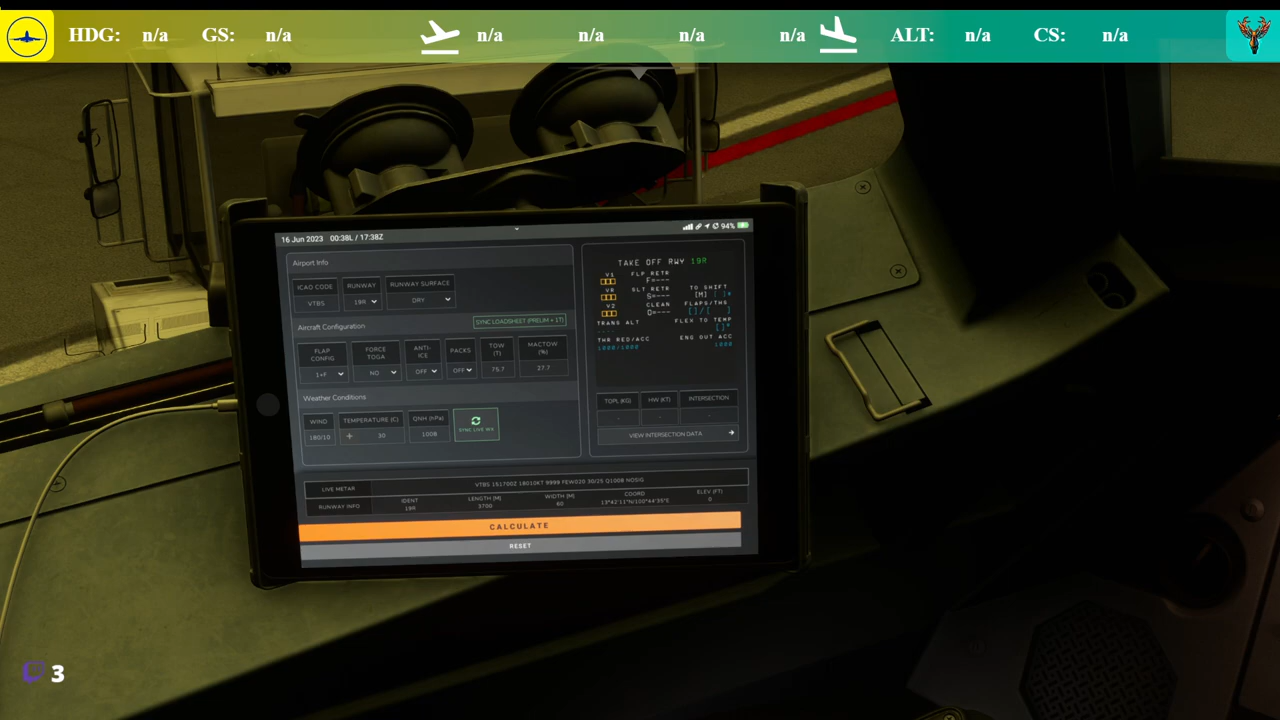 HDG: n/a GS: n/a n/a n/a n/a n/a ALT: n/a CS: n/a
16 Jun 2023 00:38L / 17:38Z 94%
Airport Info
ICAO CODE RUNWAY RUNWAY SURFACE
VTBS 19R DRY
Aircraft Configuration SYNC LOADSHEET (PRELIM + 1T)
FLAP CONFIG FORCE TOGA ANTI-ICE PACKS TOW (T) MACTOW (%)
1+F NO OFF OFF 75.7 27.7
Weather Conditions
WIND TEMPERATURE (C) QNH (hPa) SYNC LIVE WX
180/10 + 30 1008
TAKE OFF RWY 19R
V1 FLP RETR
F=---
VR SLT RETR TO SHIFT
S=--- [M] [ ]*
V2 CLEAN FLAPS/THS
O=--- []/[ ]
TRANS ALT FLEX TO TEMP
[ ]°
THR RED/ACC ENG OUT ACC
TOPL (KG) HW (KT) INTERSECTION
- - -
VIEW INTERSECTION DATA
LIVE METAR VTBS 151700Z 18010KT 9999 FEW020 30/25 Q1008 NOSIG
RUNWAY INFO IDENT LENGTH (M) WIDTH (M) COORD ELEV (FT)
19R 3700 60 13°42'11"N/100°44'35"E 0
CALCULATE
RESET
3